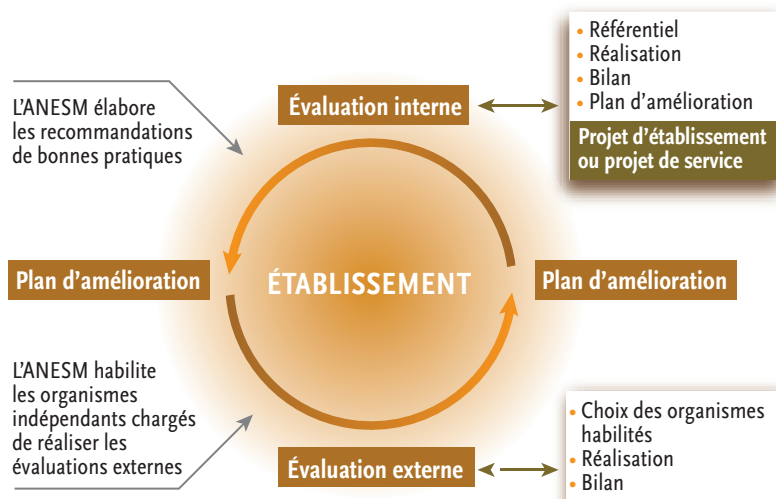 • Référentiel
• Réalisation
• Bilan
• Plan d'amélioration
Projet d'établissement
ou projet de service
Évaluation interne
L'ANESM élabore
les recommandations
de bonnes pratiques
Plan d'amélioration
ÉTABLISSEMENT
Plan d'amélioration
L'ANESM habilite
les organismes
indépendants chargés
de réaliser les
évaluations externes
Évaluation externe
• Choix des organismes
habilités
• Réalisation
• Bilan